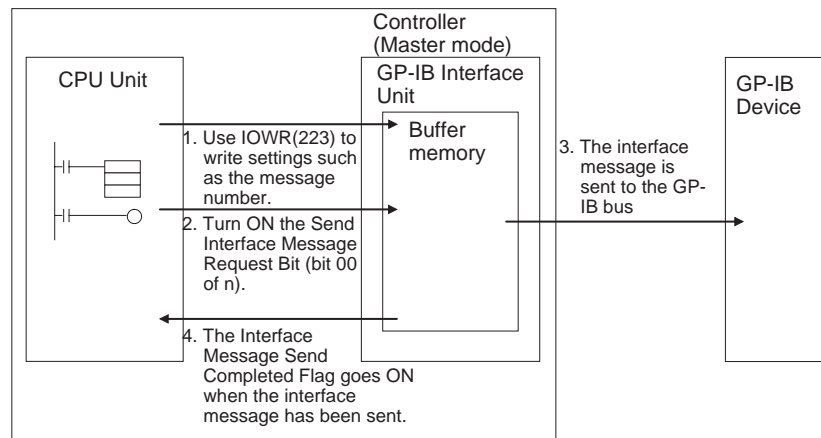 Controller
(Master mode)
CPU Unit
GP-IB Interface
Unit
Buffer
memory
GP-IB
Device
1. Use IOWR(223) to
write settings such
as the message
number.
2. Turn ON the Send
Interface Message
Request Bit (bit 00
of n).
3. The interface
message is
sent to the GP-
IB bus
4. The Interface
Message Send
Completed Flag goes ON
when the interface
message has been sent.